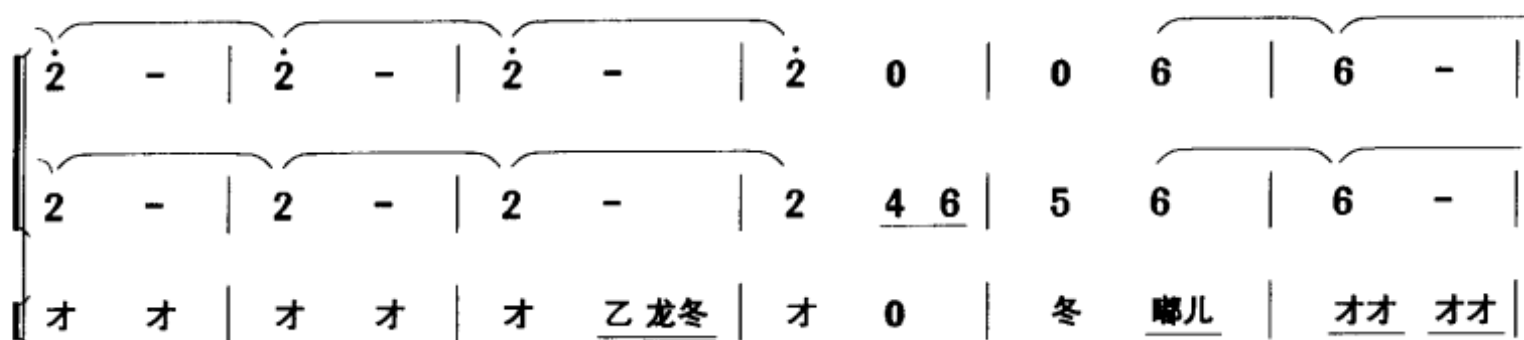 2 - | 2 - | 2 - | 2 0 | 0 6 | 6 - |
2 - | 2 - | 2 - | 2 4 6 | 5 6 | 6 - |
才 才 | 才 才 | 才 乙 龙冬 | 才 0 | 冬 嘟儿 | 才才 才才 |